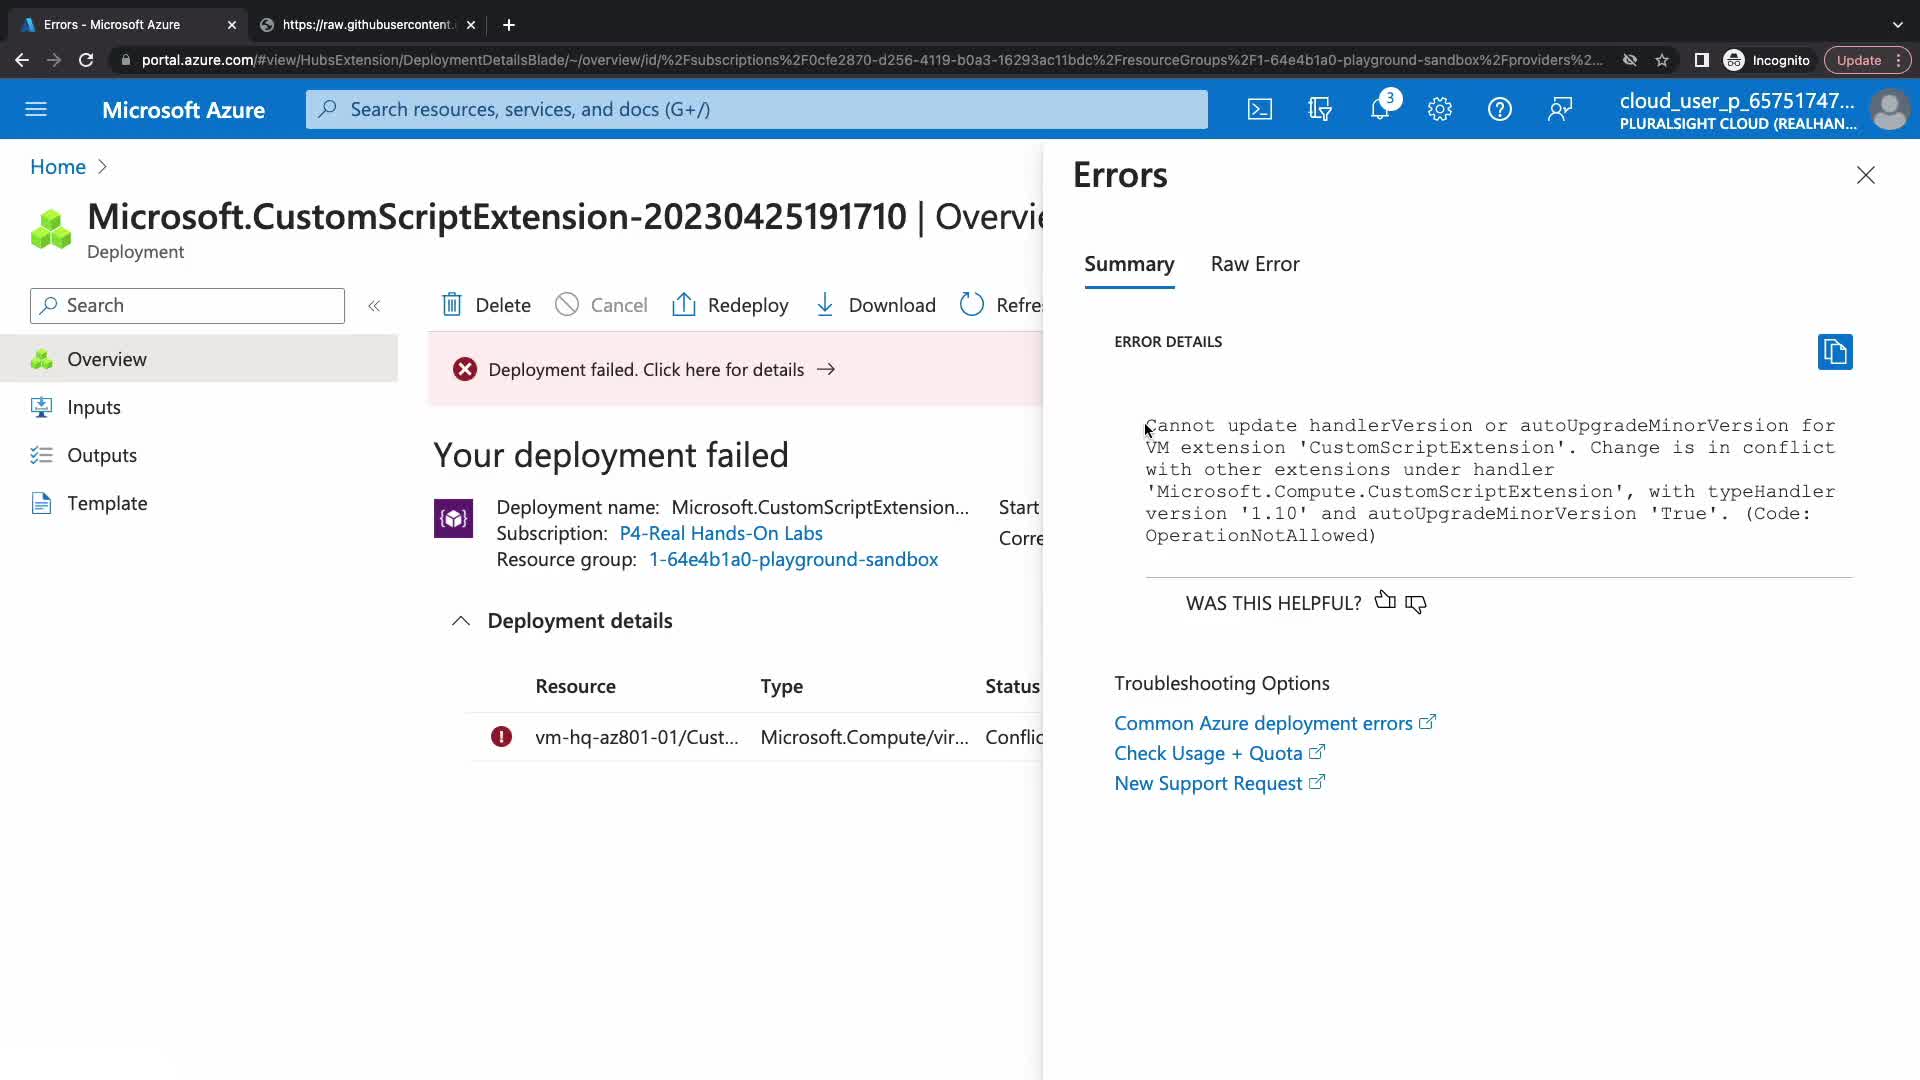 Errors - Microsoft Azure
https://raw.githubusercontent.
portal.azure.com/#view/HubsExtension/DeploymentDetailsBlade/~/overview/id/%2Fsubscriptions%2F0cfe2870-d256-4119-b0a3-16293ac11bdc%2FresourceGroups%2F1-64e4b1a0-playground-sandbox%2Fproviders%2...
Incognito
Update
Microsoft Azure
Search resources, services, and docs (G+/)
3
cloud_user_p_65751747...
PLURALSIGHT CLOUD (REALHAN...
Home
Microsoft.CustomScriptExtension-20230425191710 | Overvie
Deployment
Search
Overview
Inputs
Outputs
Template
Delete
Cancel
Redeploy
Download
Refre
Deployment failed. Click here for details
Your deployment failed
Deployment name: Microsoft.CustomScriptExtension...
Subscription: P4-Real Hands-On Labs
Resource group: 1-64e4b1a0-playground-sandbox
Start
Corre
Deployment details
Resource Type Status
vm-hq-az801-01/Cust... Microsoft.Compute/vir... Conflic
Errors
Summary
Raw Error
ERROR DETAILS
Cannot update handlerVersion or autoUpgradeMinorVersion for
VM extension 'CustomScriptExtension'. Change is in conflict
with other extensions under handler
'Microsoft.Compute.CustomScriptExtension', with typeHandler
version '1.10' and autoUpgradeMinorVersion 'True'. (Code:
OperationNotAllowed)
WAS THIS HELPFUL?
Troubleshooting Options
Common Azure deployment errors
Check Usage + Quota
New Support Request